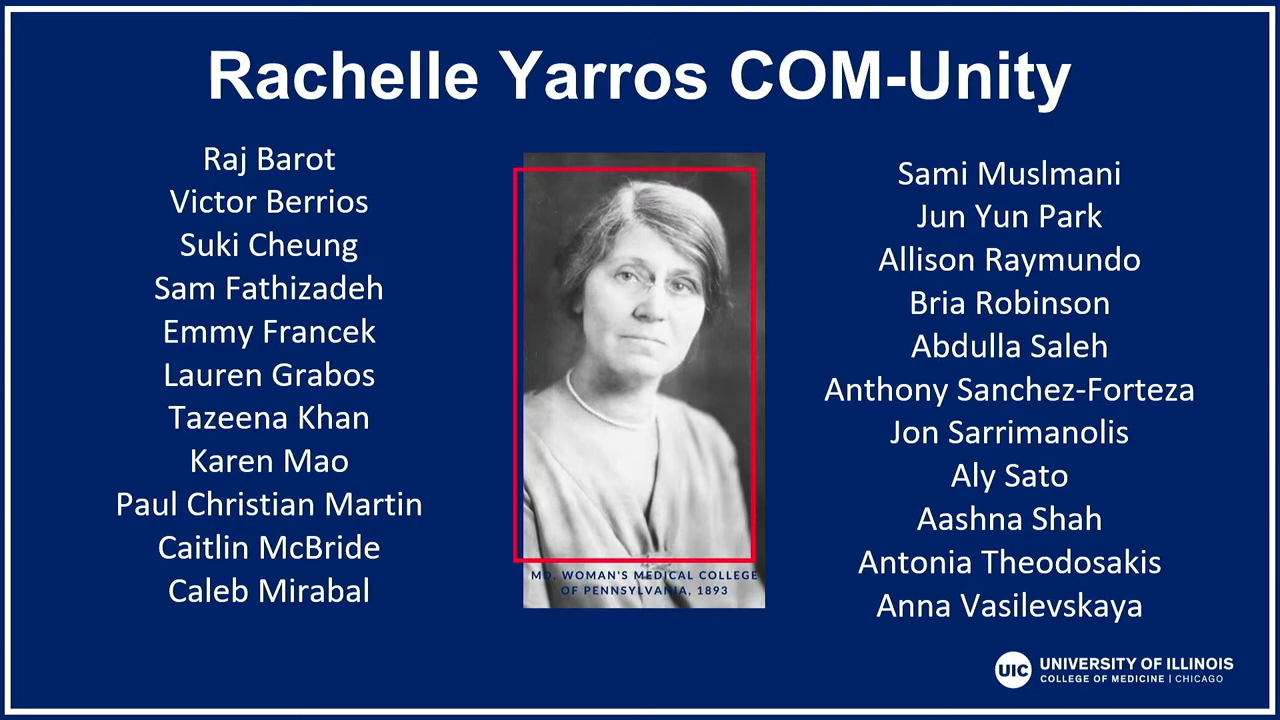 Rachelle Yarros COM-Unity
Raj Barot
Victor Berrios
Suki Cheung
Sam Fathizadeh
Emmy Francek
Lauren Grabos
Tazeena Khan
Karen Mao
Paul Christian Martin
Caitlin McBride
Caleb Mirabal
MD, WOMAN'S MEDICAL COLLEGE
OF PENNSYLVANIA, 1893
Sami Muslmani
Jun Yun Park
Allison Raymundo
Bria Robinson
Abdulla Saleh
Anthony Sanchez-Forteza
Jon Sarrimanolis
Aly Sato
Aashna Shah
Antonia Theodosakis
Anna Vasilevskaya
UIC
UNIVERSITY OF ILLINOIS
COLLEGE OF MEDICINE | CHICAGO